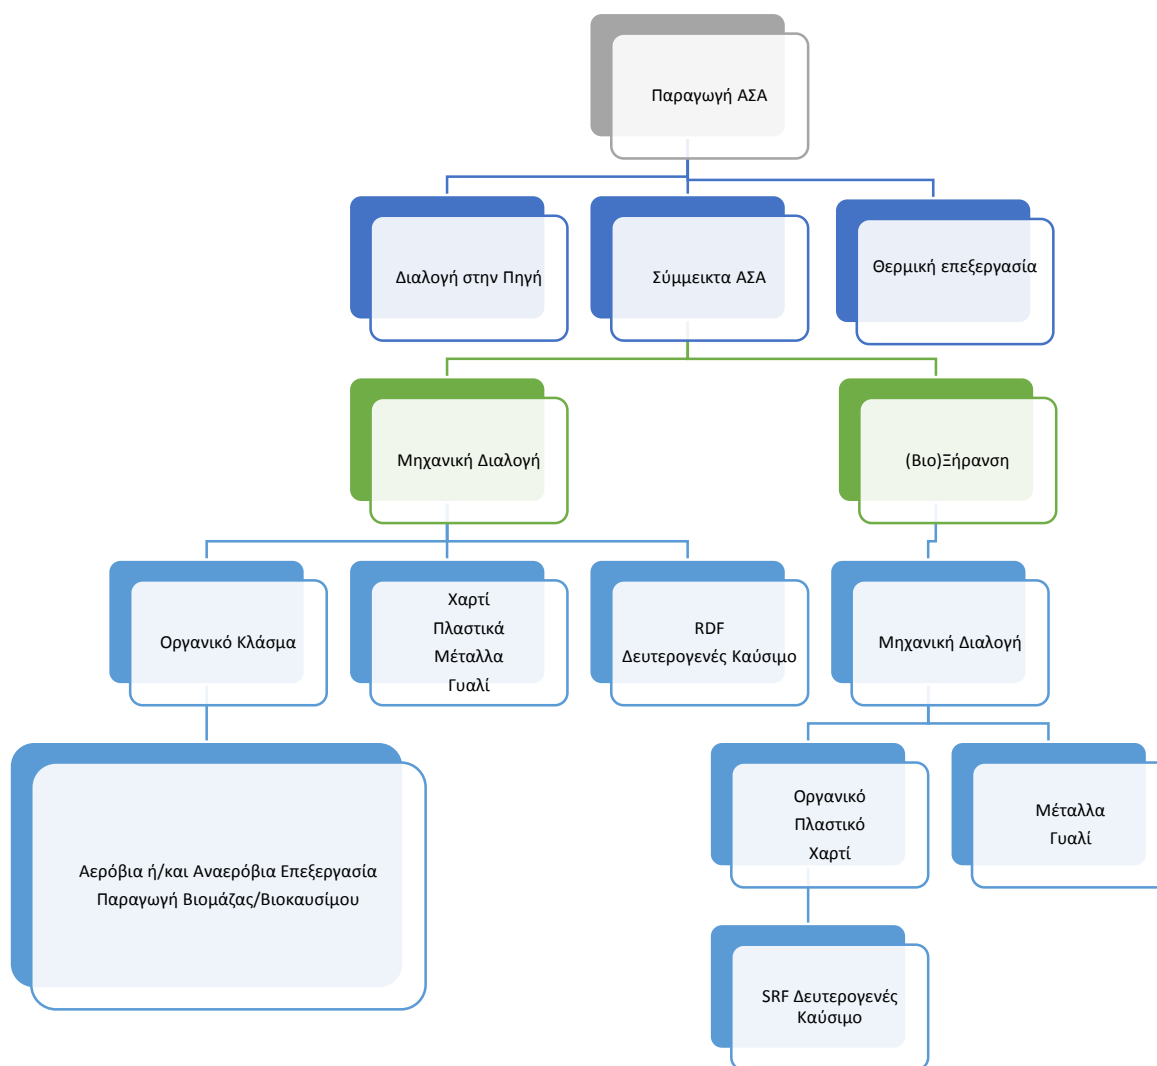 Παραγωγή ΑΣΑ
Διαλογή στην Πηγή
Σύμμεικτα ΑΣΑ
Θερμική επεξεργασία
Μηχανική Διαλογή
(Βιο)Ξήρανση
Οργανικό Κλάσμα
Χαρτί
Πλαστικά
Μέταλλα
Γυαλί
RDF
Δευτερογενές Καύσιμο
Μηχανική Διαλογή
Αερόβια ή/και Αναερόβια Επεξεργασία
Παραγωγή Βιομάζας/Βιοκαυσίμου
Οργανικό
Πλαστικό
Χαρτί
Μέταλλα
Γυαλί
SRF Δευτερογενές
Καύσιμο